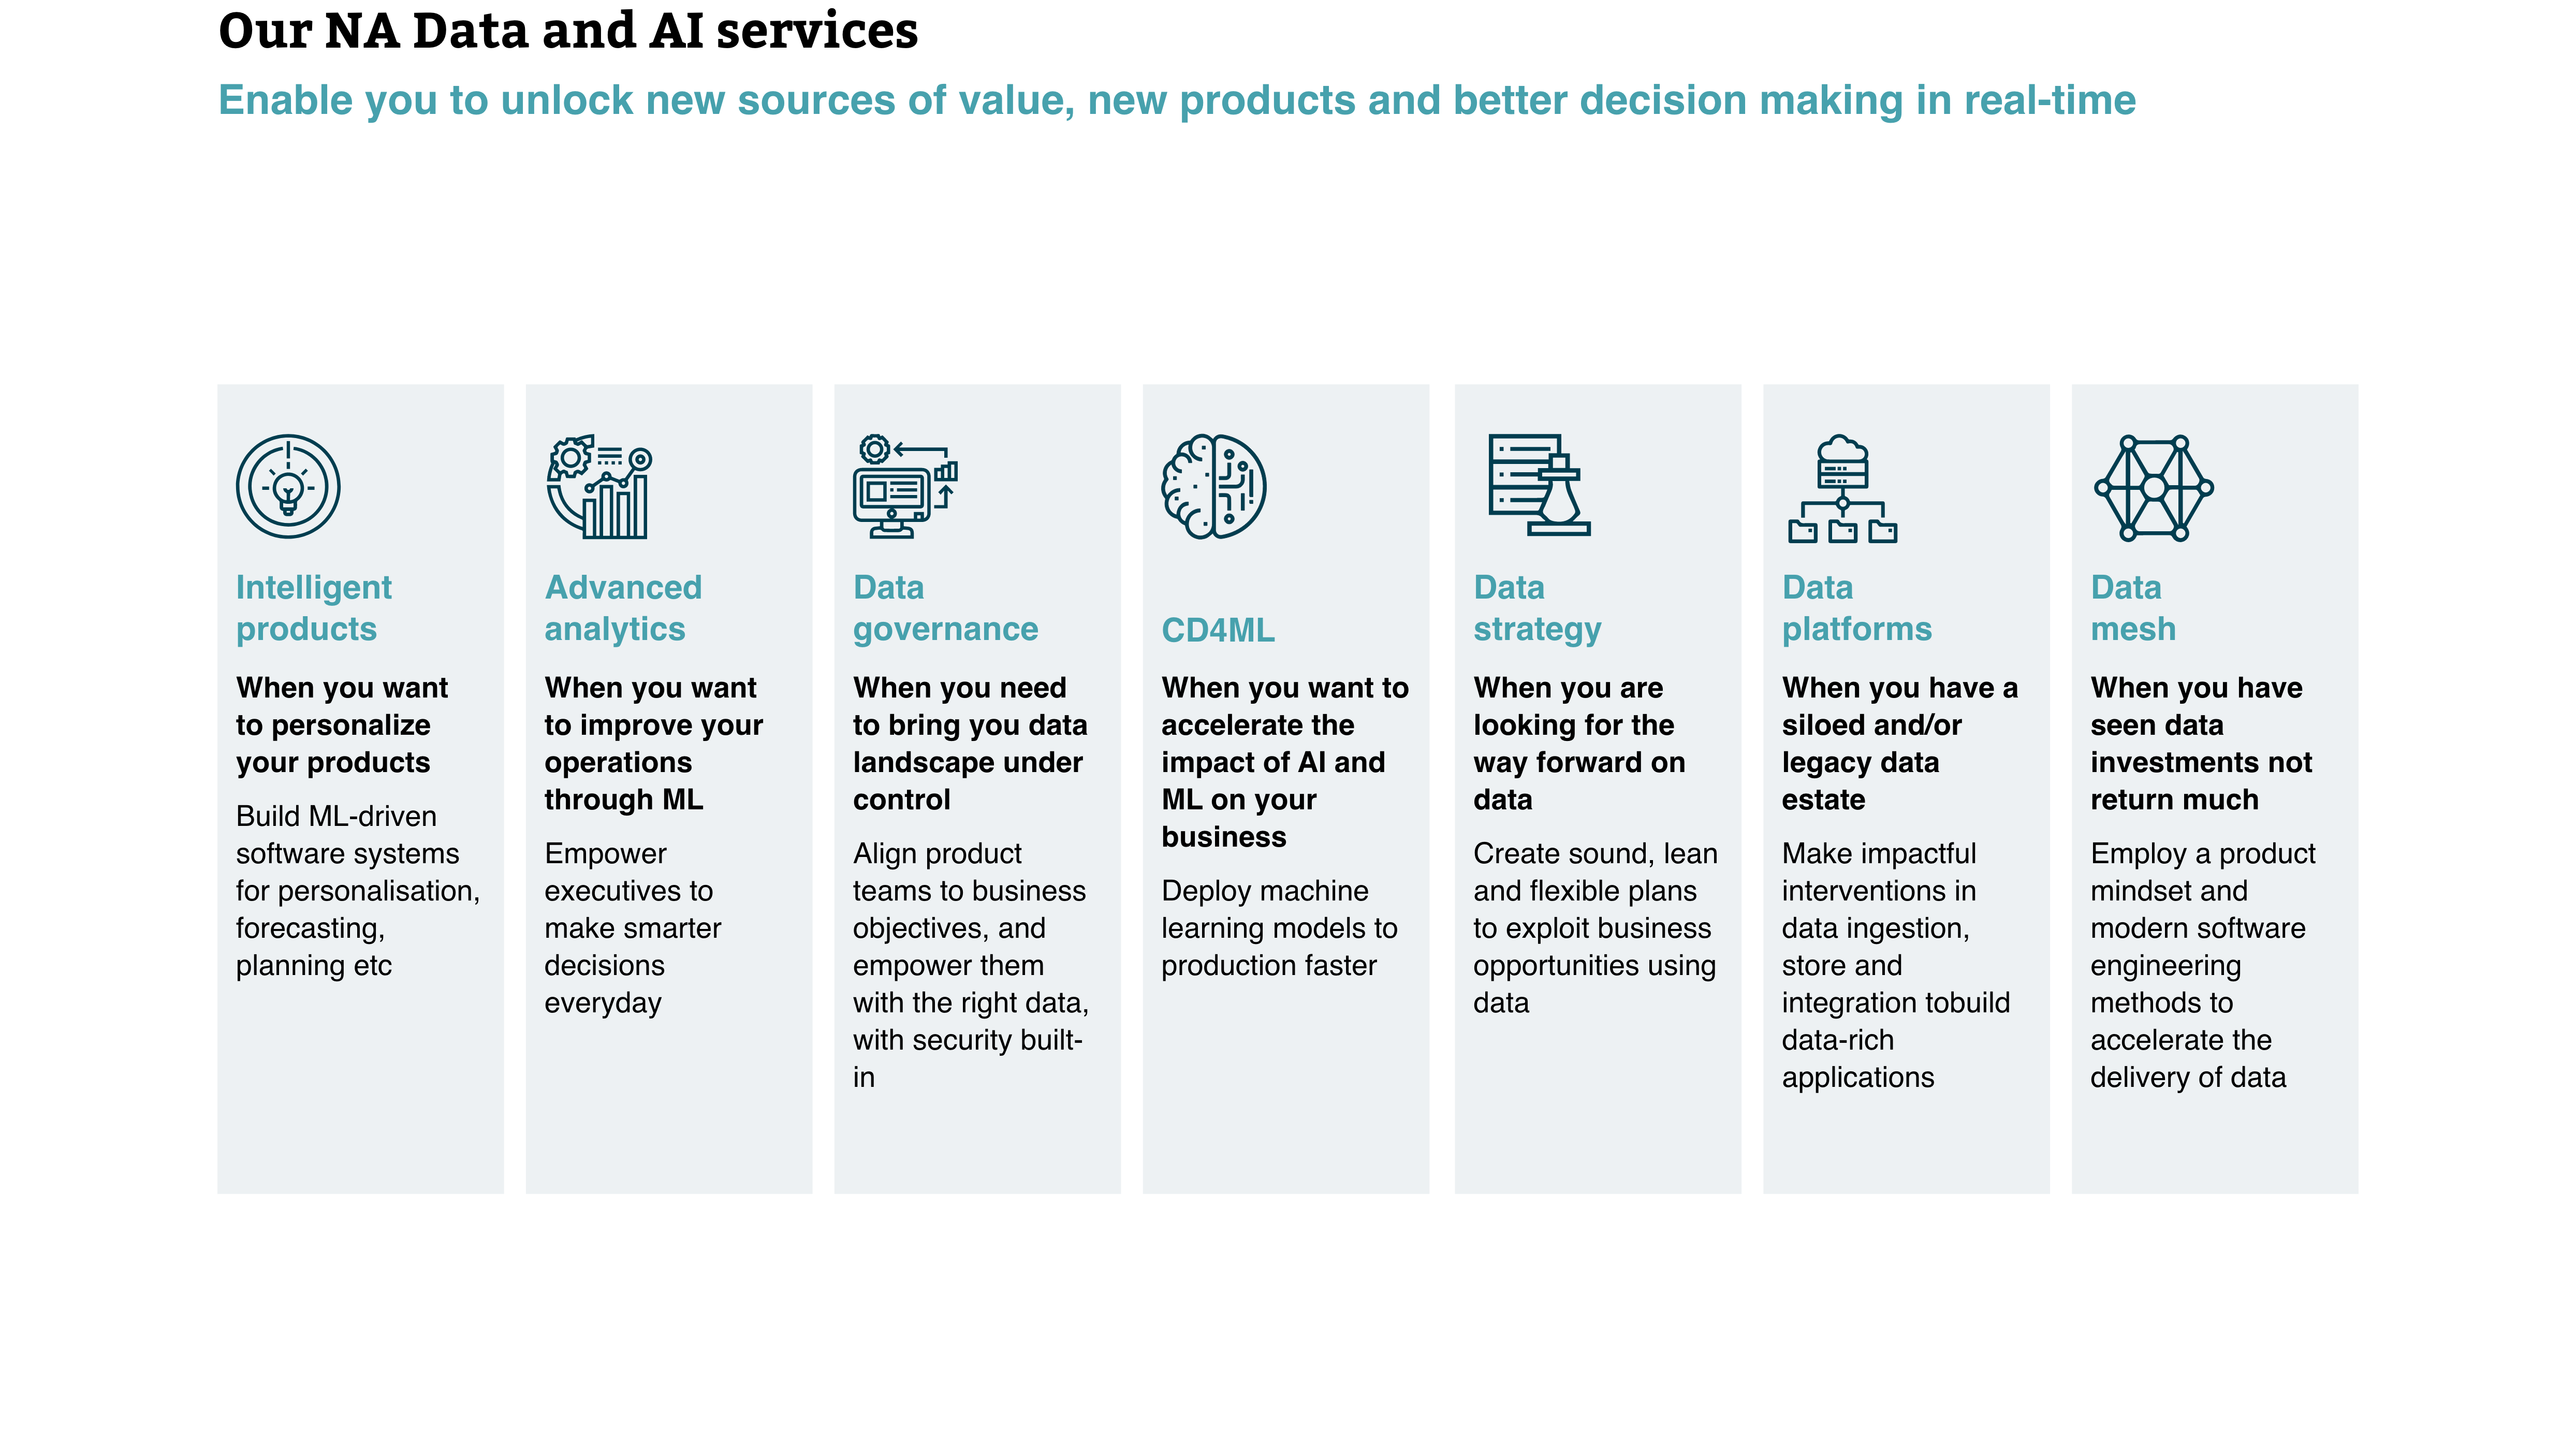 Our NA Data and AI services
Enable you to unlock new sources of value, new products and better decision making in real-time
Intelligent
products
When you want
to personalize
your products
Build ML-driven
software systems
for personalisation,
forecasting,
planning etc
Advanced
analytics
When you want
to improve your
operations
through ML
Empower
executives to
make smarter
decisions
everyday
Data
governance
When you need
to bring you data
landscape under
control
Align product
teams to business
objectives, and
empower them
with the right data,
with security built-
in
CD4ML
When you want to
accelerate the
impact of AI and
ML on your
business
Deploy machine
learning models to
production faster
Data
strategy
When you are
looking for the
way forward on
data
Create sound, lean
and flexible plans
to exploit business
opportunities using
data
Data
platforms
When you have a
siloed and/or
legacy data
estate
Make impactful
interventions in
data ingestion,
store and
integration tobuild
data-rich
applications
Data
mesh
When you have
seen data
investments not
return much
Employ a product
mindset and
modern software
engineering
methods to
accelerate the
delivery of data